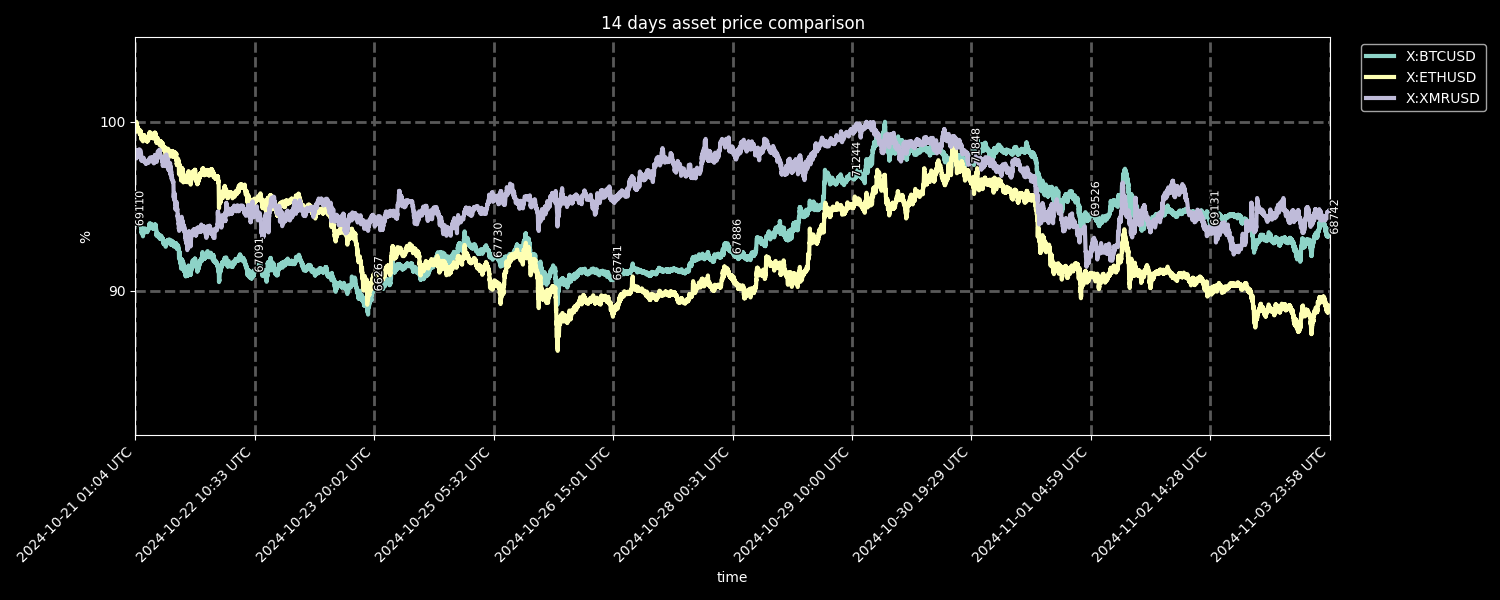 14 days asset price comparison
X:BTCUSD
X:ETHUSD
X:XMRUSD
100
90
%
69110
67091
66267
67730
66741
67886
71244
71848
69526
69131
68742
2024-10-21 01:04 UTC
2024-10-22 10:33 UTC
2024-10-23 20:02 UTC
2024-10-25 05:32 UTC
2024-10-26 15:01 UTC
2024-10-28 00:31 UTC
2024-10-29 10:00 UTC
2024-10-30 19:29 UTC
2024-11-01 04:59 UTC
2024-11-02 14:28 UTC
2024-11-03 23:58 UTC
time